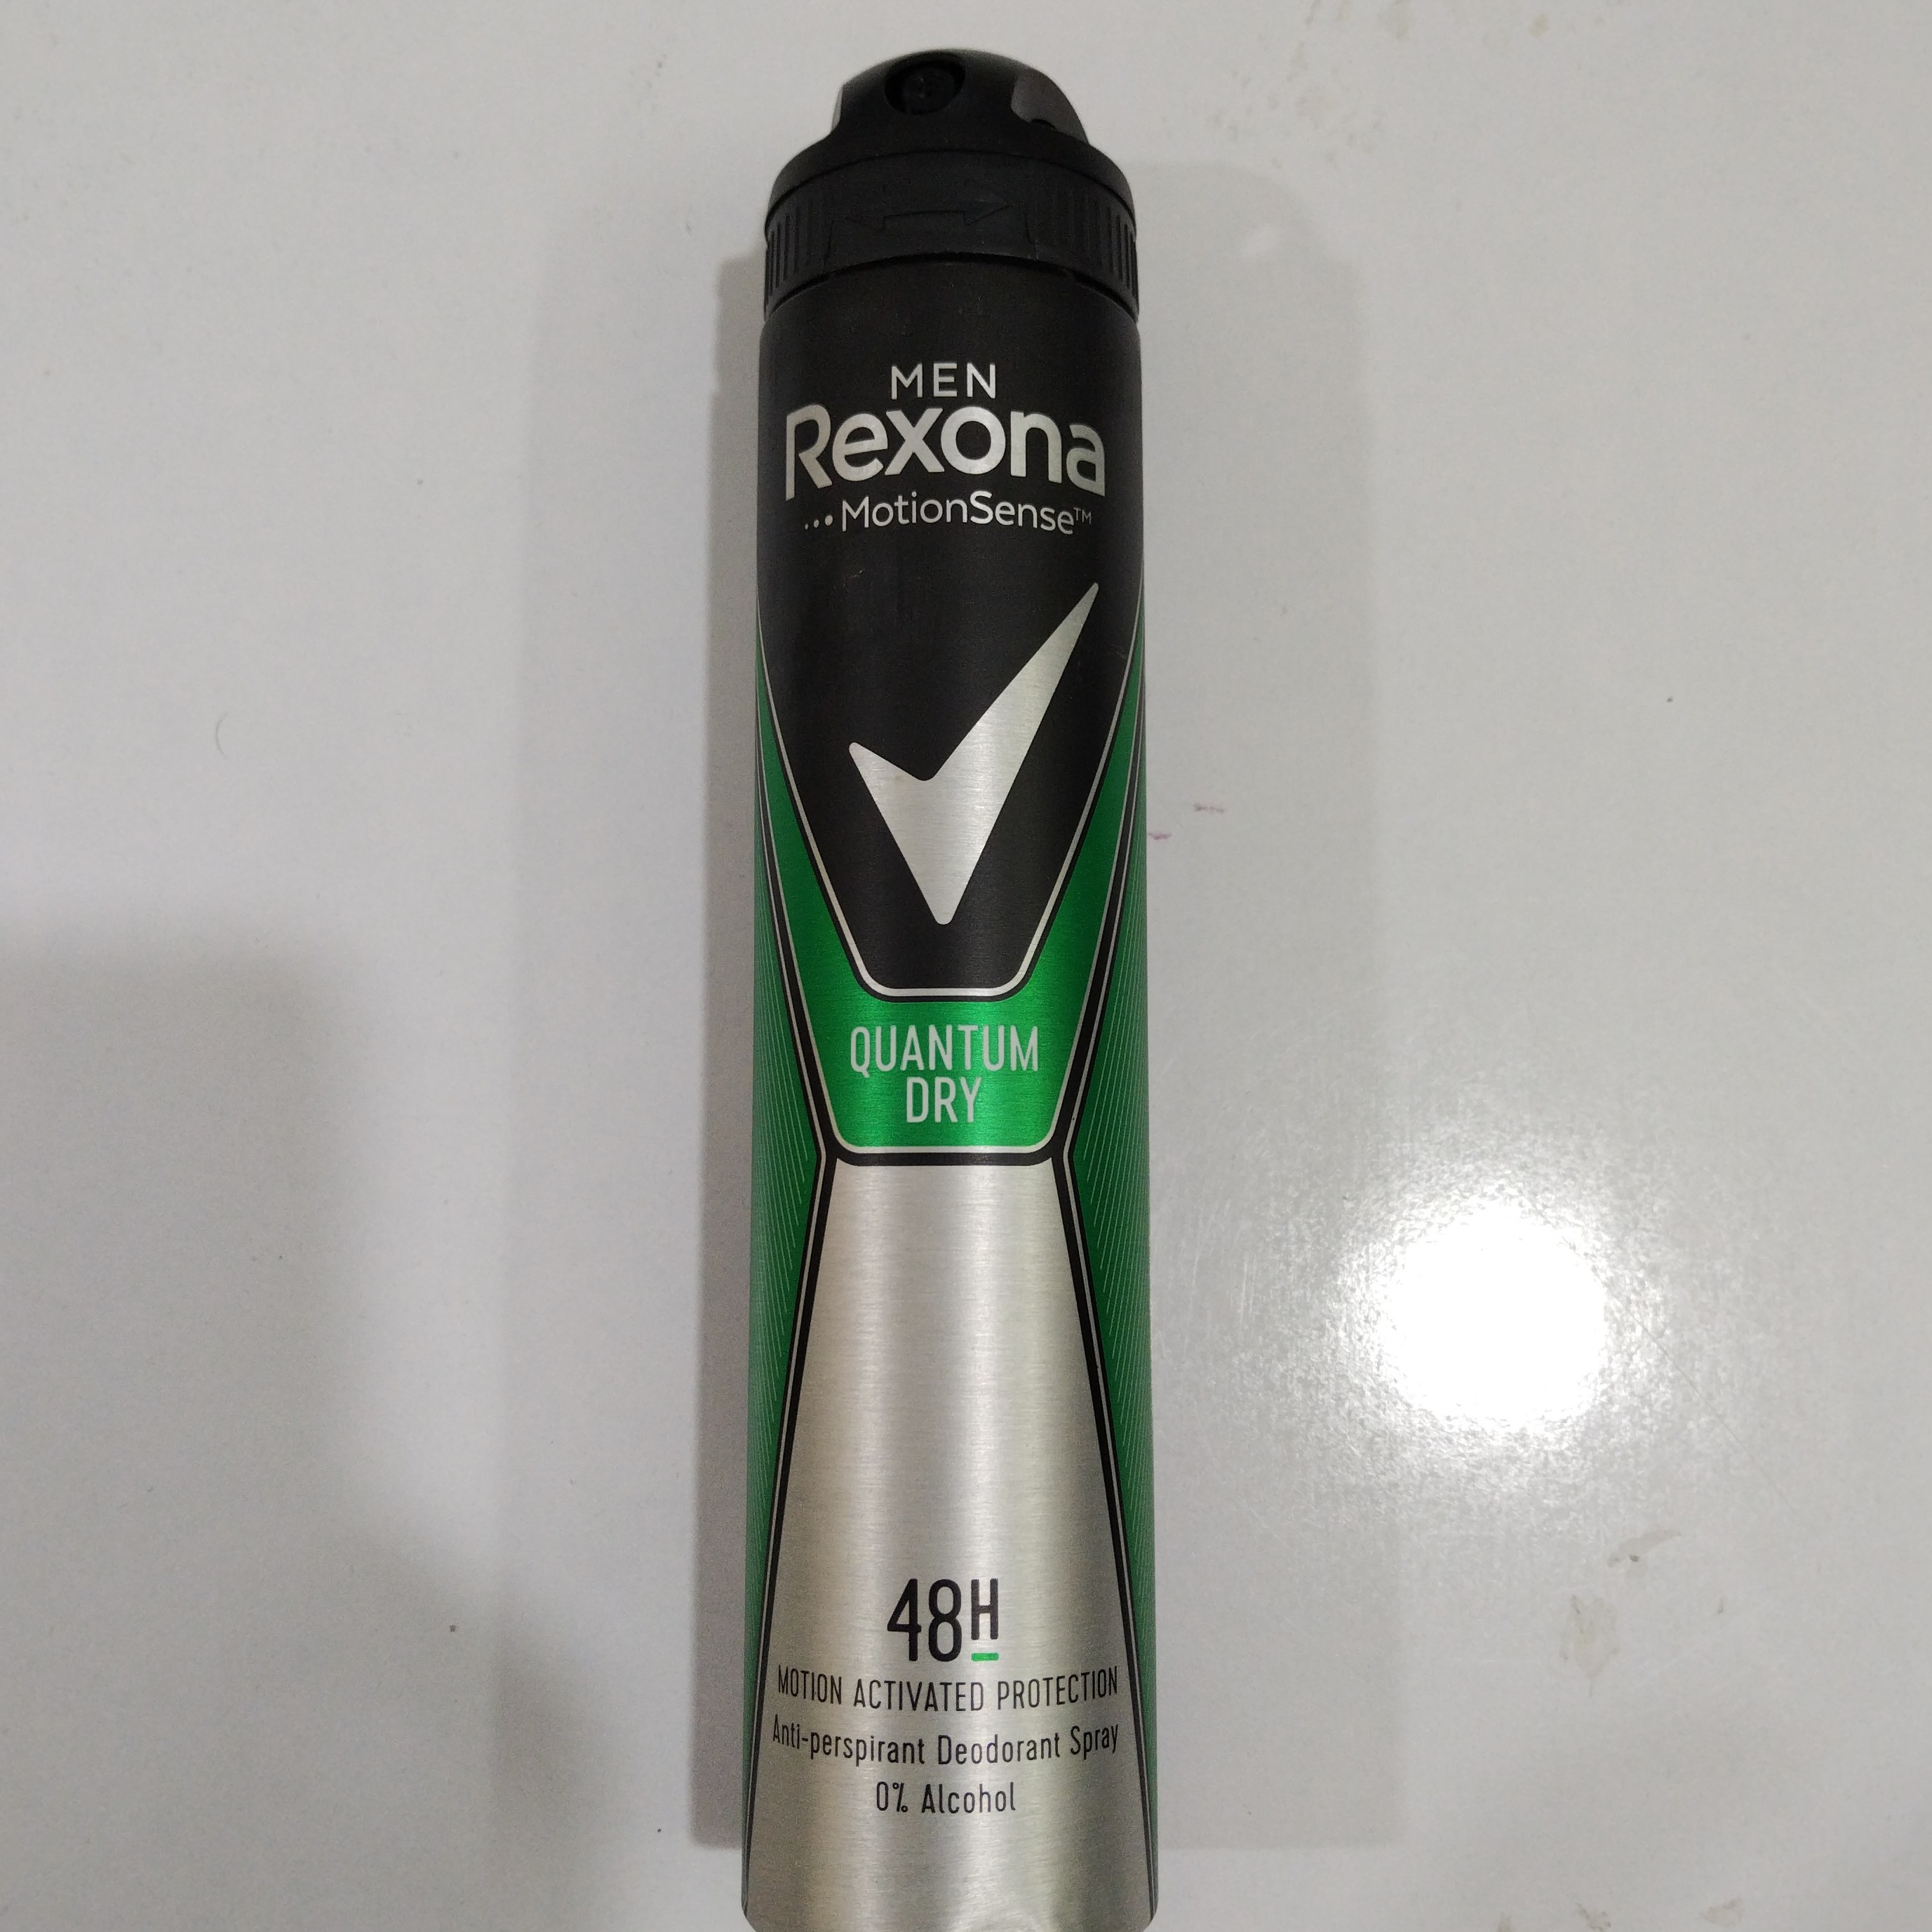 MEN
Rexona
...MotionSense™
QUANTUM
DRY
48H
MOTION ACTIVATED PROTECTION
Anti-perspirant Deodorant Spray
0% Alcohol